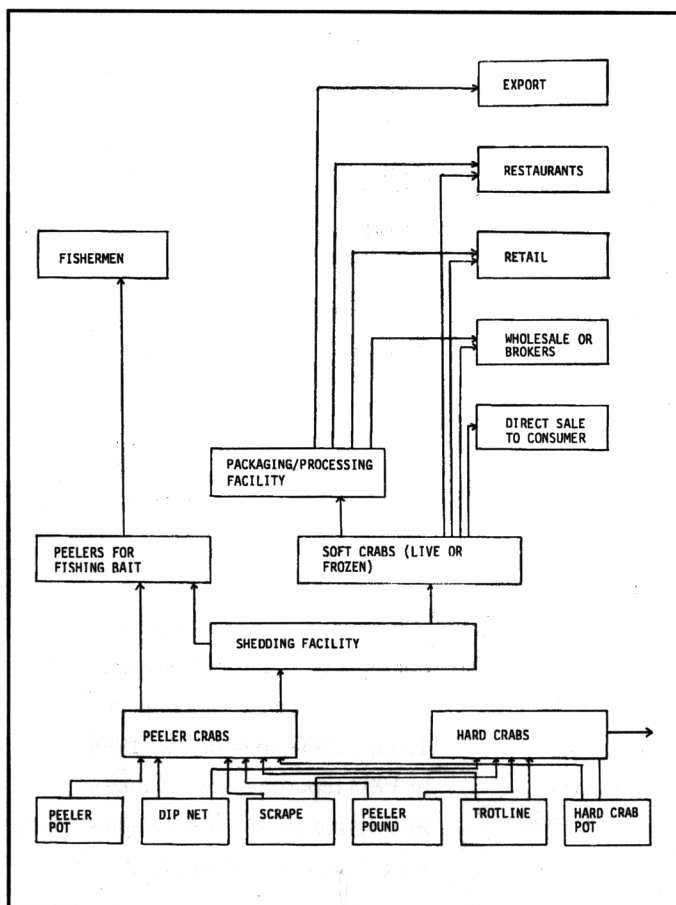 EXPORT
RESTAURANTS
FISHERMEN
RETAIL
WHOLESALE OR
BROKERS
DIRECT SALE
TO CONSUMER
PACKAGING/PROCESSING
FACILITY
PEELERS FOR
FISHING BAIT
SOFT CRABS (LIVE OR
FROZEN)
SHEDDING FACILITY
PEELER CRABS
HARD CRABS
PEELER
POT
DIP NET
SCRAPE
PEELER
POUND
TROTLINE
HARD CRAB
POT